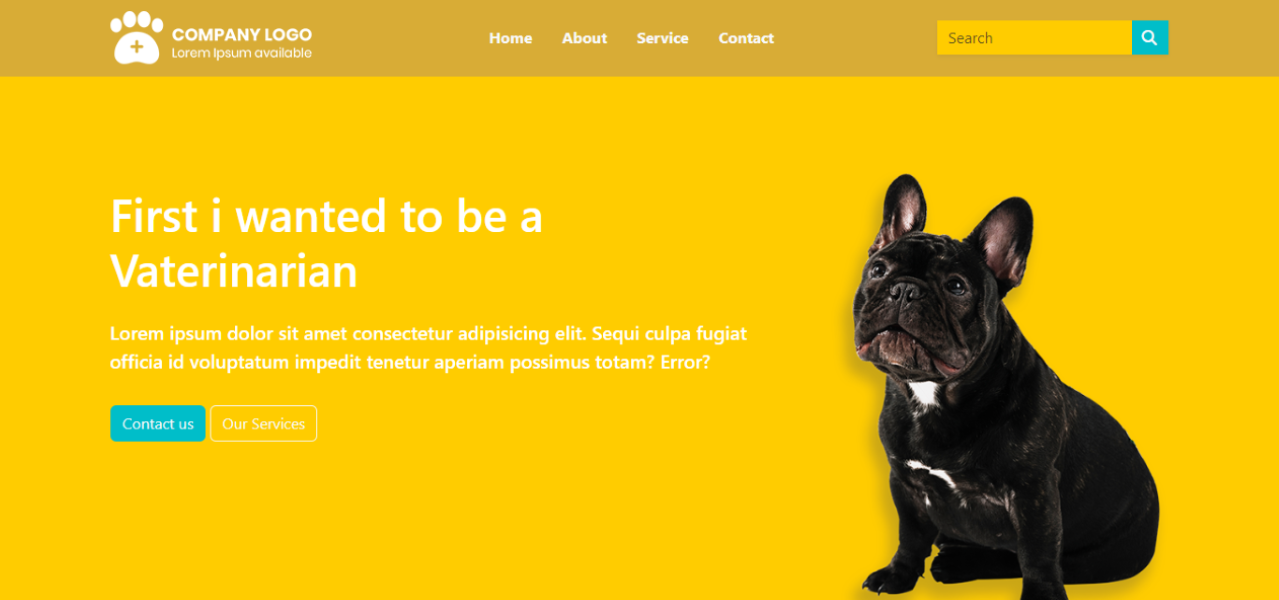 COMPANY LOGO
Lorem Ipsum available
Home About Service Contact
Search
First i wanted to be a
Vaterinarian
Lorem ipsum dolor sit amet consectetur adipisicing elit. Sequi culpa fugiat
officia id voluptatum impedit tenetur aperiam possimus totam? Error?
Contact us Our Services